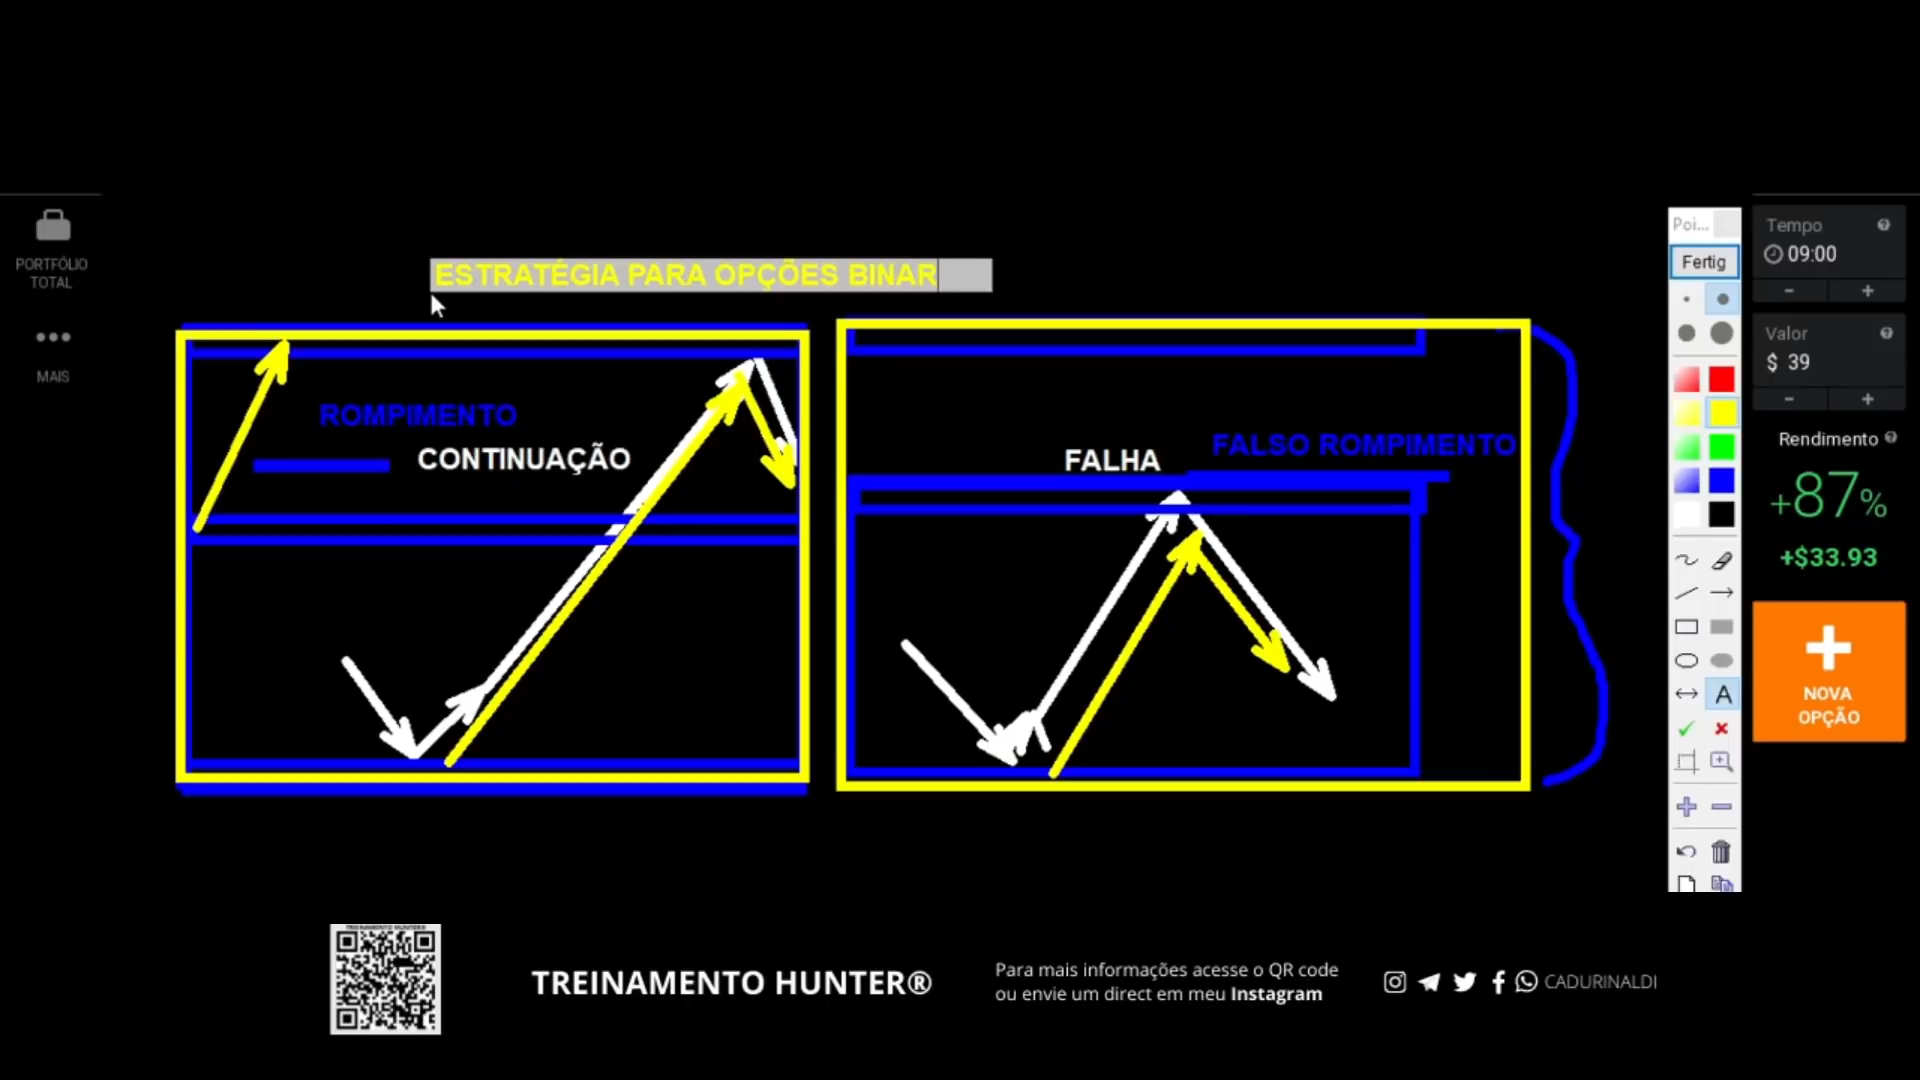 PORTFÓLIO
TOTAL
MAIS
ESTRATÉGIA PARA OPÇÕES BINAR
ROMPIMENTO
CONTINUAÇÃO
FALHA
FALSO ROMPIMENTO
Poi...
Fertig
A
Tempo
09:00
Valor
$ 39
Rendimento
+87%
+$33.93
NOVA
OPÇÃO
TREINAMENTO HUNTER®
Para mais informações acesse o QR code
ou envie um direct em meu Instagram
CADURINALDI